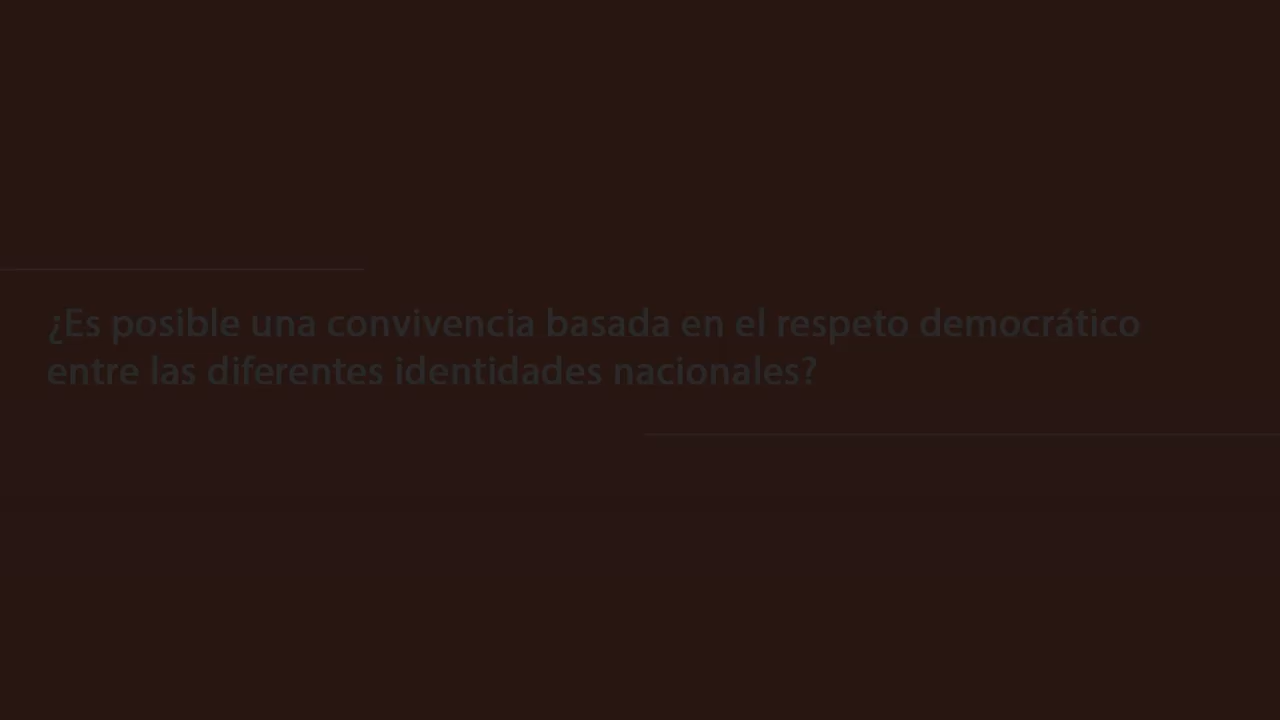 ¿Es posible una convivencia basada en el respeto democrático
entre las diferentes identidades nacionales?